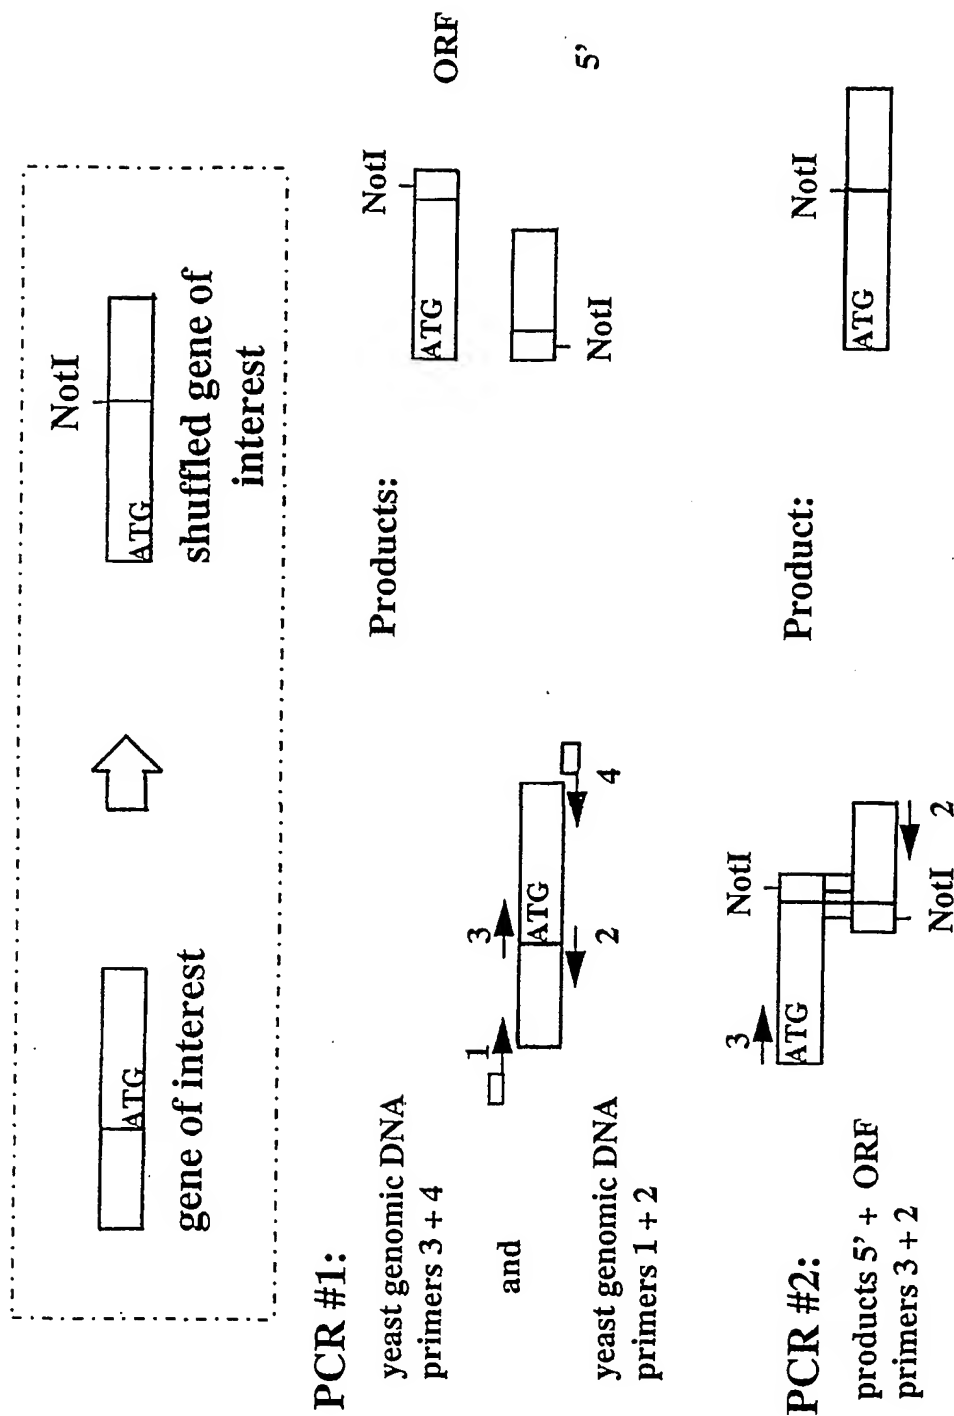 NotI
ATG
ATG
gene of interest
shuffled gene of
interest
PCR #1:
yeast genomic DNA
primers 3 + 4
and
yeast genomic DNA
primers 1 + 2
1
3
ATG
2
4
Products:
NotI
ATG
ORF
5'
NotI
PCR #2:
products 5' + ORF
primers 3 + 2
3
NotI
ATG
NotI
2
Product:
NotI
ATG